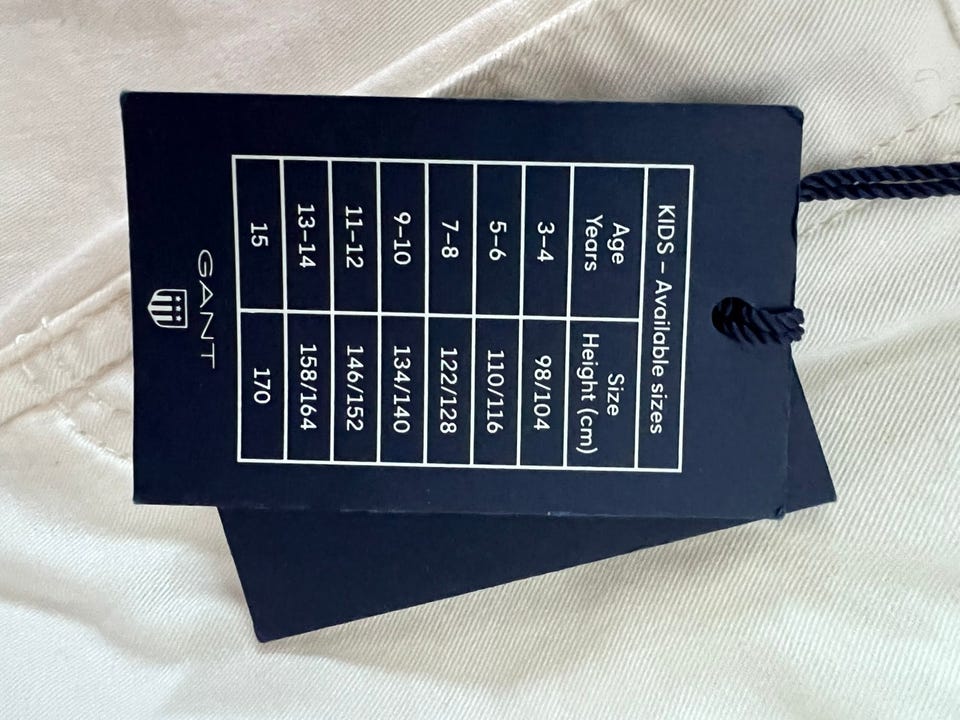 KIDS – Available sizes
Age Years Size Height (cm)
3–4 98/104
5–6 110/116
7–8 122/128
9–10 134/140
11–12 146/152
13–14 158/164
15 170
GANT